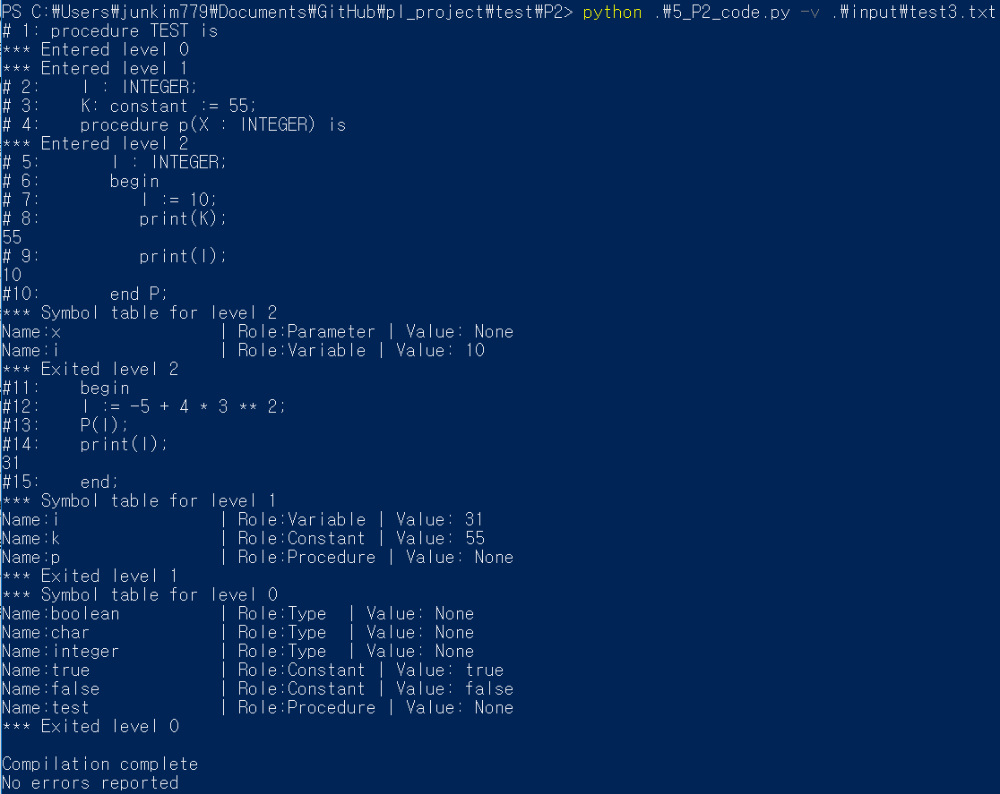 PS C:₩Users₩junkim779₩Documents₩GitHub₩pl_project₩test₩P2> python .₩5_P2_code.py -v .₩input₩test3.txt
# 1: procedure TEST is
*** Entered level 0
*** Entered level 1
# 2:    I : INTEGER;
# 3:    K: constant := 55;
# 4:    procedure p(X : INTEGER) is
*** Entered level 2
# 5:       I : INTEGER;
# 6:       begin
# 7:          I := 10;
# 8:          print(K);
55
# 9:          print(I);
10
#10:       end P;
*** Symbol table for level 2
Name:x                | Role:Parameter | Value: None
Name:i                | Role:Variable | Value: 10
*** Exited level 2
#11:    begin
#12:    I := -5 + 4 * 3 ** 2;
#13:    P(I);
#14:    print(I);
31
#15:    end;
*** Symbol table for level 1
Name:i                | Role:Variable | Value: 31
Name:k                | Role:Constant | Value: 55
Name:p                | Role:Procedure | Value: None
*** Exited level 1
*** Symbol table for level 0
Name:boolean          | Role:Type  | Value: None
Name:char             | Role:Type  | Value: None
Name:integer          | Role:Type  | Value: None
Name:true             | Role:Constant | Value: true
Name:false            | Role:Constant | Value: false
Name:test             | Role:Procedure | Value: None
*** Exited level 0
Compilation complete
No errors reported